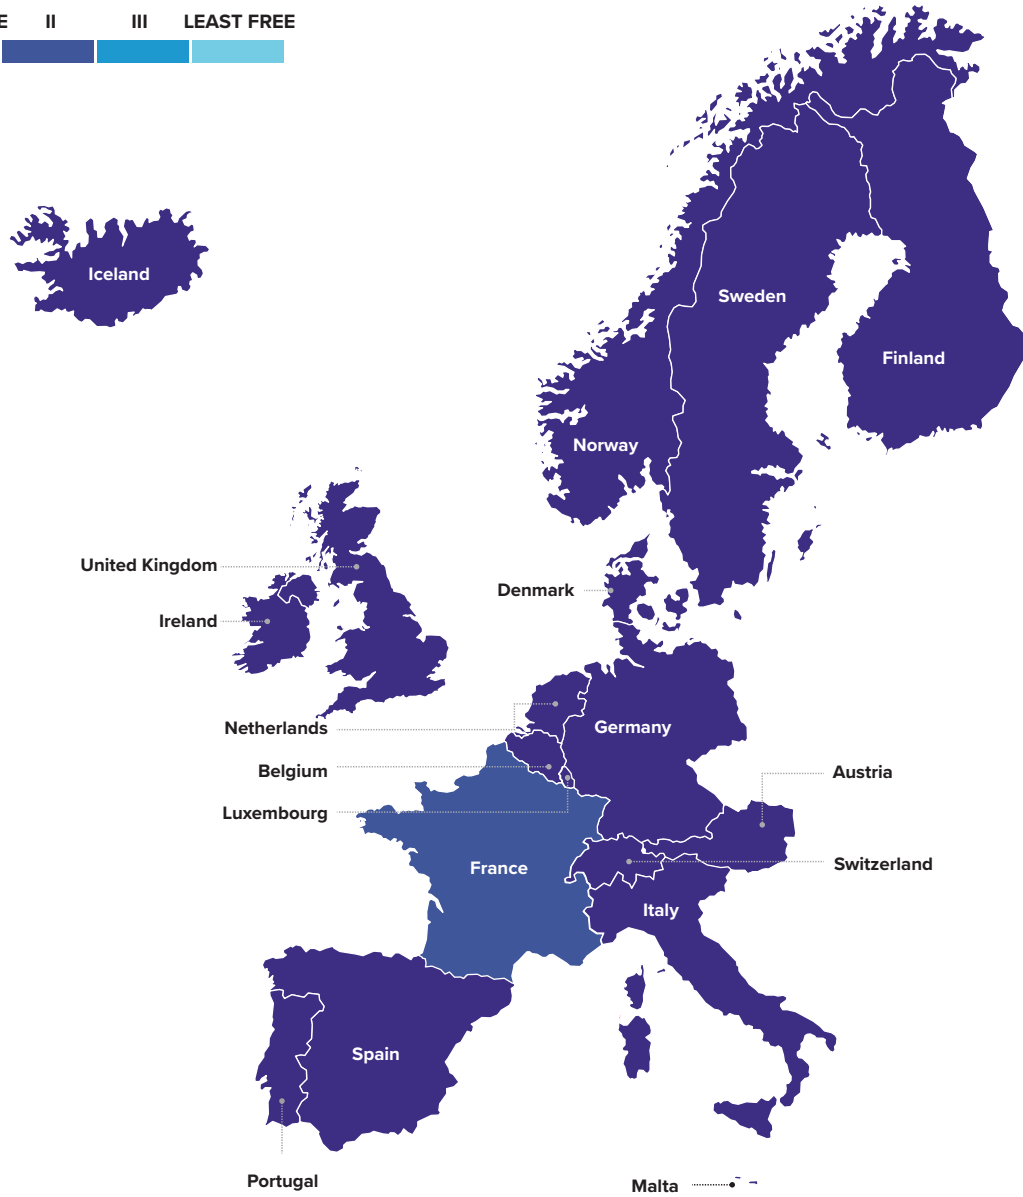 E II III LEAST FREE
Iceland
Sweden
Finland
Norway
United Kingdom
Denmark
Ireland
Netherlands
Germany
Belgium
Austria
Luxembourg
Switzerland
France
Italy
Spain
Portugal
Malta